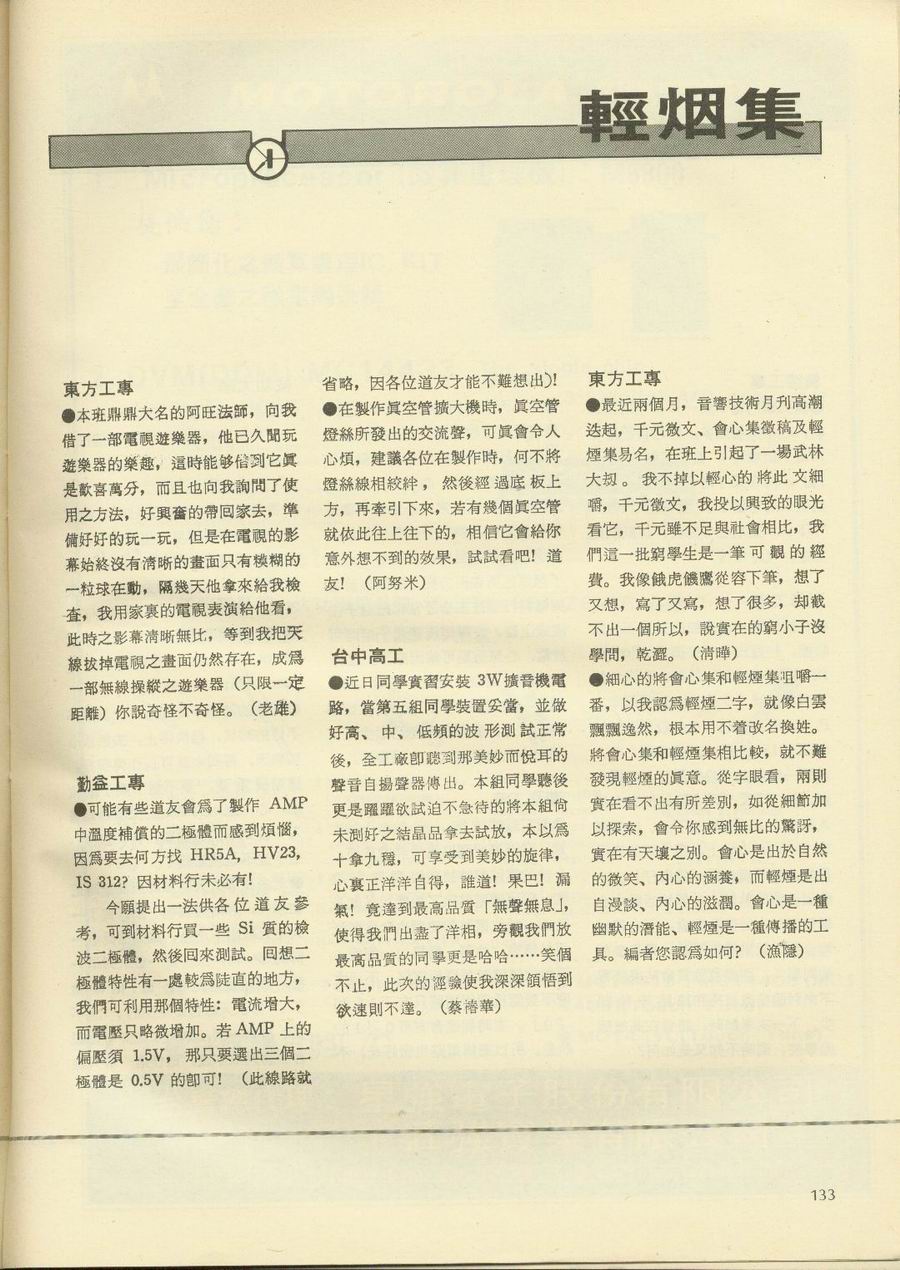 輕烟集
東方工專
●本班鼎鼎大名的阿旺法師，向我
借了一部電視遊樂器，他已久聞玩
遊樂器的樂趣，這時能够借到它眞
是歡喜萬分，而且也向我詢問了使
用之方法，好興奮的帶回家去，準
備好好的玩一玩，但是在電視的影
幕始終沒有清晰的畫面只有糢糊的
一粒球在動，隔幾天他拿來給我檢
查，我用家裏的電視表演給他看，
此時之影幕清晰無比，等到我把天
線拔掉電視之畫面仍然存在，成爲
一部無線操縱之遊樂器（只限一定
距離）你說奇怪不奇怪。（老雄）
勤益工專
●可能有些道友會爲了製作 AMP
中溫度補償的二極體而感到煩惱，
因爲要去何方找 HR5A, HV23,
IS 312? 因材料行未必有!
今願提出一法供各位道友參
考，可到材料行買一些 Si 質的檢
波二極體，然後回來測試。回想二
極體特性有一處較爲陡直的地方，
我們可利用那個特性：電流增大，
而電壓只略微增加。若 AMP 上的
偏壓須 1.5V，那只要選出三個二
極體是 0.5V 的卽可!（此線路就
省略，因各位道友才能不難想出)!
●在製作眞空管擴大機時，眞空管
燈絲所發出的交流聲，可眞會令人
心煩，建議各位在製作時，何不將
燈絲線相絞絆，然後經過底板上
方，再牽引下來，若有幾個眞空管
就依此往上往下的，相信它會給你
意外想不到的效果，試試看吧! 道
友!（阿努米）
台中高工
●近日同學實習安裝 3W擴音機電
路，當第五組同學裝置妥當，並做
好高、中、低頻的波形測試正常
後，全工廠卽聽到那美妙而悅耳的
聲音自揚聲器傳出。本組同學聽後
更是躍躍欲試迫不急待的將本組尙
未測好之結晶品拿去試放，本以爲
十拿九穩，可享受到美妙的旋律，
心裏正洋洋自得，誰道! 果巴! 漏
氣! 竟達到最高品質「無聲無息」，
使得我們出盡了洋相，旁觀我們放
最高品質的同學更是哈哈……笑個
不止，此次的經驗使我深深領悟到
欲速則不達。（蔡濬華）
東方工專
●最近兩個月，音響技術月刋高潮
迭起，千元徵文、會心集徵稿及輕
煙集易名，在班上引起了一場武林
大刼。我不掉以輕心的將此文細
嚼，千元徵文，我投以興致的眼光
看它，千元雖不足與社會相比，我
們這一批窮學生是一筆可觀的經
費。我像餓虎饑鷹從容下筆，想了
又想，寫了又寫，想了很多，却截
不出一個所以，說實在的窮小子沒
學問，乾澀。（清曄）
●細心的將會心集和輕煙集咀嚼一
番，以我認爲輕煙二字，就像白雲
飄飄逸然，根本用不着改名換姓。
將會心集和輕煙集相比較，就不難
發現輕煙的眞意。從字眼看，兩則
實在看不出有所差別，如從細節加
以探索，會令你感到無比的驚訝，
實在有天壤之別。會心是出於自然
的微笑、內心的涵養，而輕煙是出
自漫談、內心的滋潤。會心是一種
幽默的潛能、輕煙是一種傳播的工
具。編者您認爲如何?（漁隱）
133